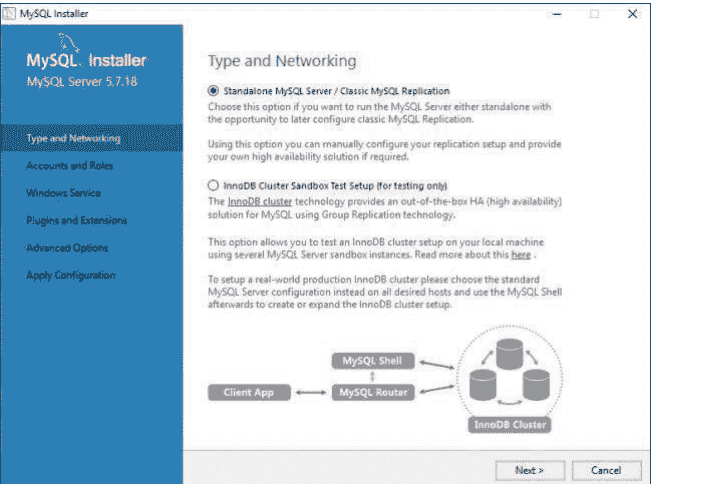 MySQL Installer
MySQL. Installer
MySQL Server 5.7.18
Type and Networking
Accounts and Roles
Windows Service
Plugins and Extensions
Advanced Options
Apply Configuration
Type and Networking
Standalone MySQL Server / Classic MySQL Replication
Choose this option if you want to run the MySQL Server either standalone with
the opportunity to later configure classic MySQL Replication.
Using this option you can manually configure your replication setup and provide
your own high availability solution if required.
InnoDB Cluster Sandbox Test Setup (for testing only)
The InnoDB cluster technology provides an out-of-the-box HA (high availability)
solution for MySQL using Group Replication technology.
This option allows you to test an InnoDB cluster setup on your local machine
using several MySQL Server sandbox instances. Read more about this here .
To setup a real-world production InnoDB cluster please choose the standard
MySQL Server configuration instead on all desired hosts and use the MySQL Shell
afterwards to create or expand the InnoDB cluster setup.
MySQL Shell
Client App
MySQL Router
InnoDB Cluster
Next >
Cancel